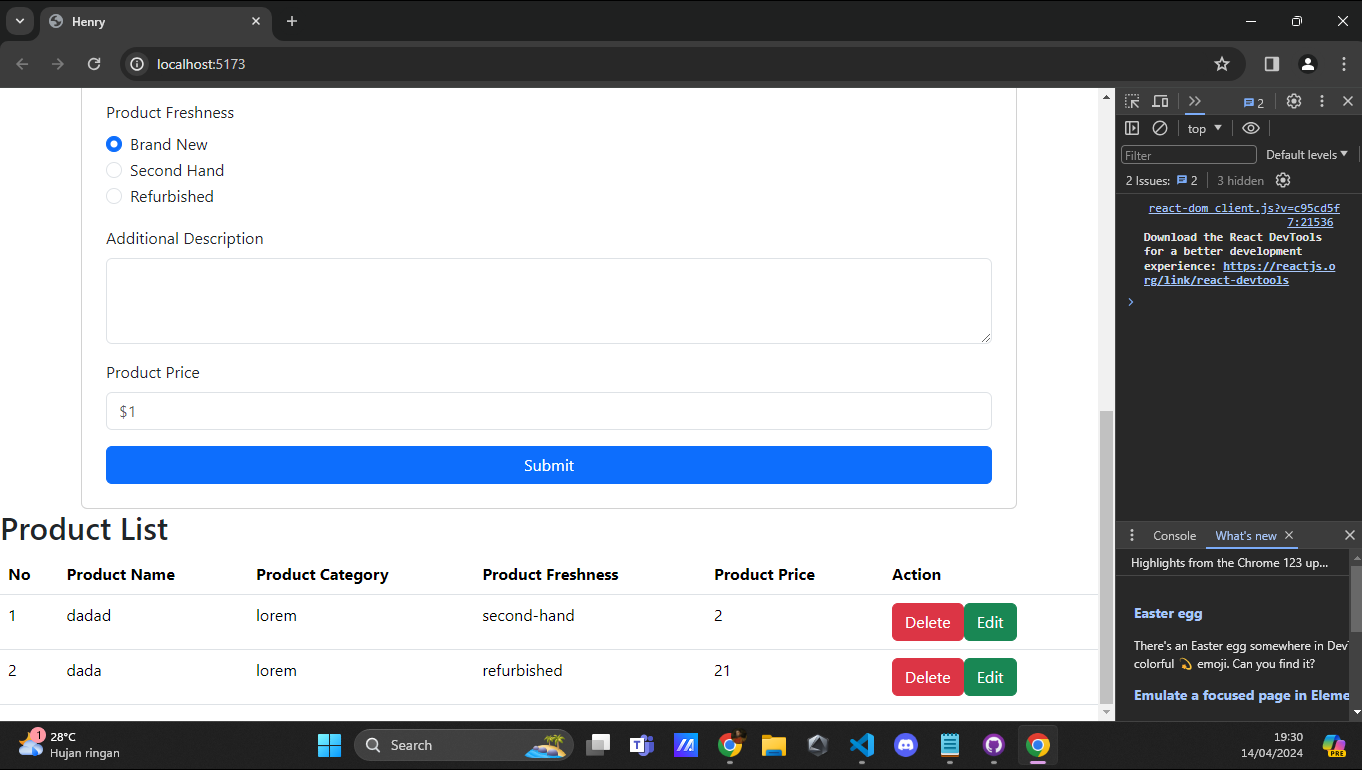 Henry
localhost:5173
Product Freshness
Brand New
Second Hand
Refurbished
Additional Description
Product Price
$1
Submit
Product List
No Product Name Product Category Product Freshness Product Price Action
1 dadad lorem second-hand 2 Delete Edit
2 dada lorem refurbished 21 Delete Edit
2
top
Filter Default levels
2 Issues: 2 3 hidden
react-dom_client.js?v=c95cd5f
7:21536
Download the React DevTools
for a better development
experience: https://reactjs.o
rg/link/react-devtools
Console What's new
Highlights from the Chrome 123 up...
Easter egg
There's an Easter egg somewhere in Dev
colorful 💫 emoji. Can you find it?
Emulate a focused page in Eleme
1
28°C
Hujan ringan
Search
19:30
14/04/2024
PRE